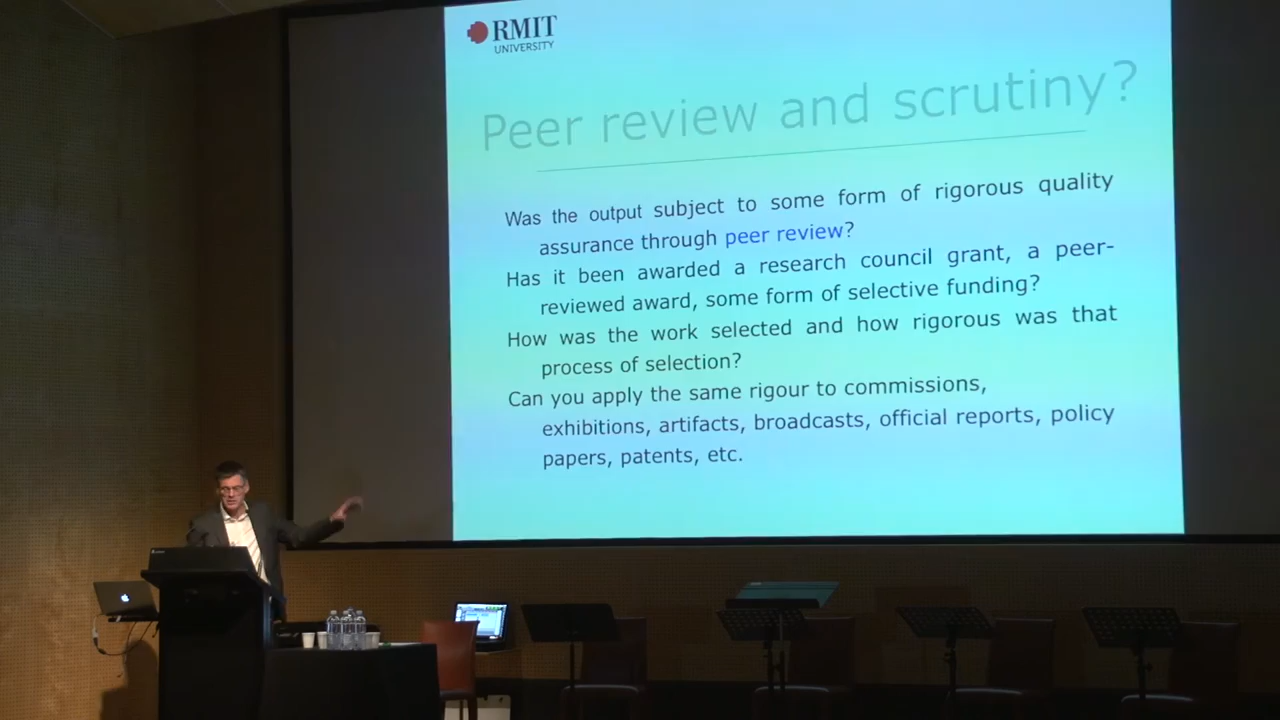 RMIT
UNIVERSITY
Peer review and scrutiny?
Was the output subject to some form of rigorous quality
assurance through peer review?
Has it been awarded a research council grant, a peer-
reviewed award, some form of selective funding?
How was the work selected and how rigorous was that
process of selection?
Can you apply the same rigour to commissions,
exhibitions, artifacts, broadcasts, official reports, policy
papers, patents, etc.